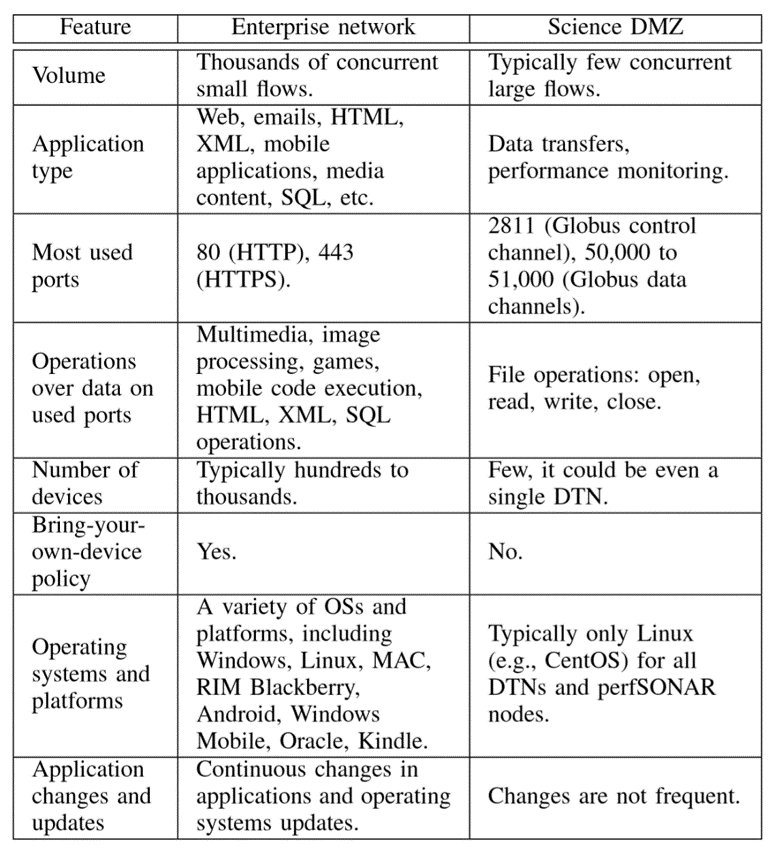 Feature
Enterprise network
Science DMZ
Volume
Thousands of concurrent
small flows.
Typically few concurrent
large flows.
Application
type
Web, emails, HTML,
XML, mobile
applications, media
content, SQL, etc.
Data transfers,
performance monitoring.
Most used
ports
80 (HTTP), 443
(HTTPS).
2811 (Globus control
channel), 50,000 to
51,000 (Globus data
channels).
Operations
over data on
used ports
Multimedia, image
processing, games,
mobile code execution,
HTML, XML, SQL
operations.
File operations: open,
read, write, close.
Number of
devices
Typically hundreds to
thousands.
Few, it could be even a
single DTN.
Bring-your-
own-device
policy
Yes.
No.
Operating
systems and
platforms
A variety of OSs and
platforms, including
Windows, Linux, MAC,
RIM Blackberry,
Android, Windows
Mobile, Oracle, Kindle.
Typically only Linux
(e.g., CentOS) for all
DTNs and perfSONAR
nodes.
Application
changes and
updates
Continuous changes in
applications and operating
systems updates.
Changes are not frequent.